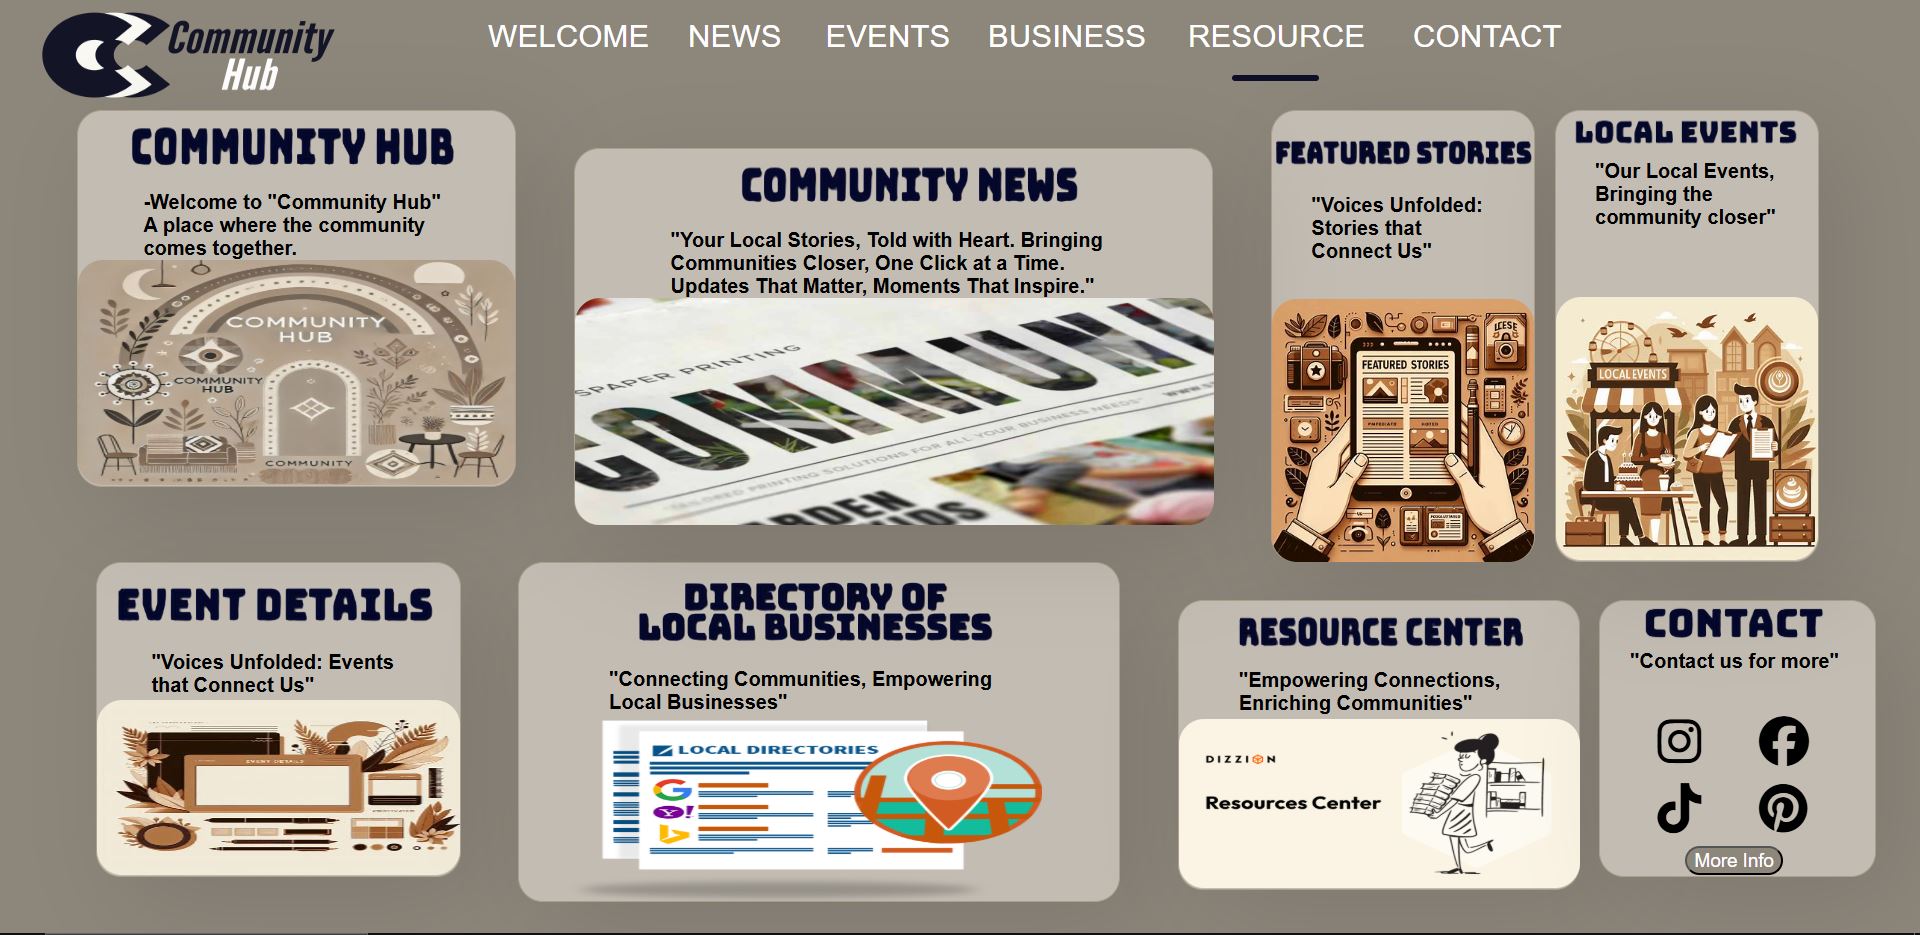 Community
Hub
WELCOME NEWS EVENTS BUSINESS RESOURCE CONTACT
COMMUNITY HUB
-Welcome to "Community Hub"
A place where the community
comes together.
COMMUNITY
HUB
COMMUNITY
HUB
COMMUNITY
COMMUNITY NEWS
"Your Local Stories, Told with Heart. Bringing
Communities Closer, One Click at a Time.
Updates That Matter, Moments That Inspire."
SPAPER PRINTING
COMMUNI
WWW.S
TAILORED PRINTING SOLUTIONS FOR ALL YOUR BUSINESS NEEDS"
FEATURED STORIES
"Voices Unfolded:
Stories that
Connect Us"
FEATURED STORIES
LOCAL EVENTS
"Our Local Events,
Bringing the
community closer"
LOCAL EVENTS
EVENT DETAILS
"Voices Unfolded: Events
that Connect Us"
EVENT DETAILS
DIRECTORY OF
LOCAL BUSINESSES
"Connecting Communities, Empowering
Local Businesses"
LOCAL DIRECTORIES
RESOURCE CENTER
"Empowering Connections,
Enriching Communities"
DIZZION
Resources Center
CONTACT
"Contact us for more"
More Info